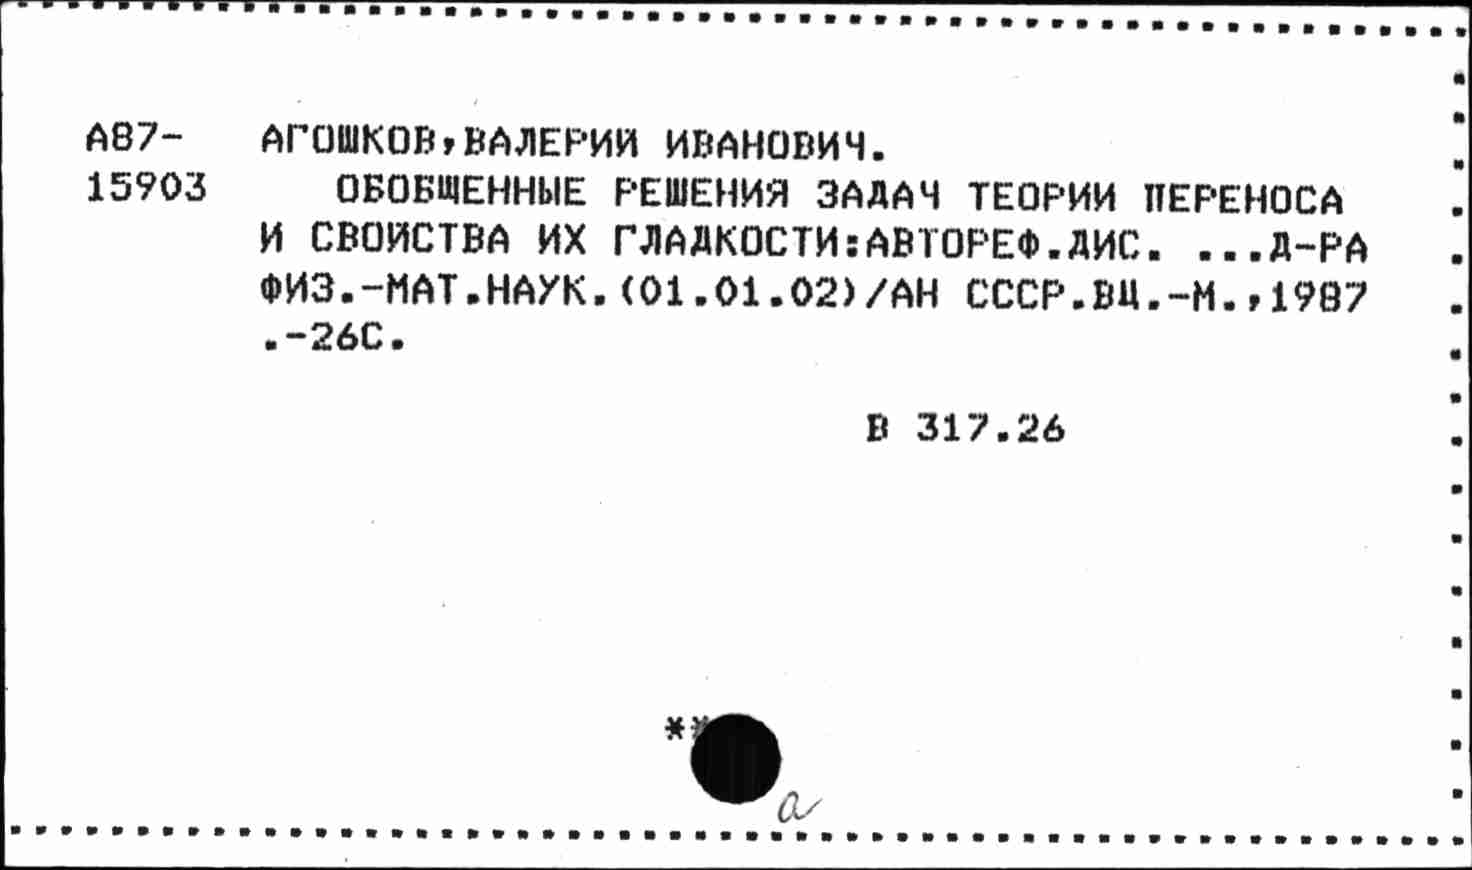 А87- АГОШКОВ,ВАЛЕРИЙ ИВАНОВИЧ.
15903 ОБОБЩЕННЫЕ РЕШЕНИЯ ЗАДАЧ ТЕОРИИ ПЕРЕНОСА
И СВОЙСТВА ИХ ГЛАДКОСТИ:АВТОРЕФ.ДИС. ...Д-РА
ФИЗ.-МАТ.НАУК.(01.01.02)/АН СССР.ВЦ.-М.,1987
.-26С.
В 317.26
**
а